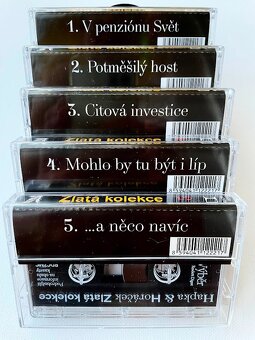 1. V penziónu Svět
2. Potměšilý host
3. Citová investice
Zlatá kolekce
4. Mohlo by tu být i líp
Zlatá kolekce
5. ...a něco navíc
Hapka & Horáček Zlatá kolekce
výběr